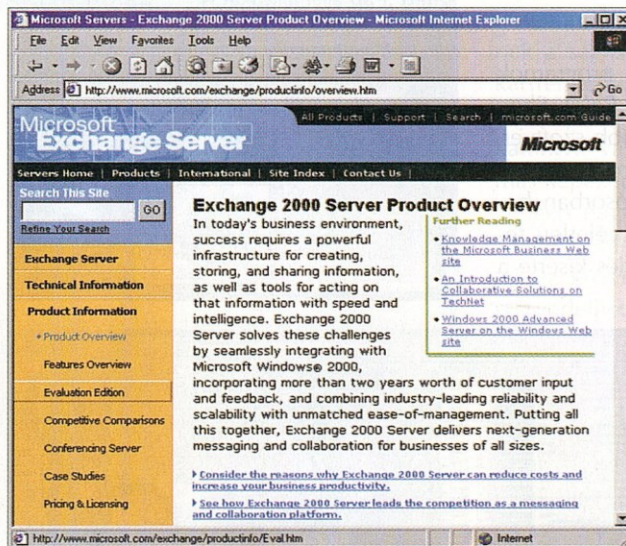 Microsoft Servers - Exchange 2000 Server Product Overview - Microsoft Internet Explorer
File Edit View Favorites Tools Help
Address http://www.microsoft.com/exchange/productinfo/overview.htm Go
All Products | Support | Search | microsoft.com Guide
Microsoft
Exchange Server
Microsoft
Servers Home | Products | International | Site Index | Contact Us |
Search This Site
GO
Refine Your Search
Exchange Server
Technical Information
Product Information
Product Overview
Features Overview
Evaluation Edition
Competitive Comparisons
Conferencing Server
Case Studies
Pricing & Licensing
Exchange 2000 Server Product Overview
In today's business environment,
success requires a powerful
infrastructure for creating,
storing, and sharing information,
as well as tools for acting on
that information with speed and
intelligence. Exchange 2000
Server solves these challenges
by seamlessly integrating with
Microsoft Windows® 2000,
incorporating more than two years worth of customer input
and feedback, and combining industry-leading reliability and
scalability with unmatched ease-of-management. Putting all
this together, Exchange 2000 Server delivers next-generation
messaging and collaboration for businesses of all sizes.
Further Reading
Knowledge Management on
the Microsoft Business Web
site
An Introduction to
Collaborative Solutions on
TechNet
Windows 2000 Advanced
Server on the Windows Web
site
Consider the reasons why Exchange 2000 Server can reduce costs and
increase your business productivity.
See how Exchange 2000 Server leads the competition as a messaging
and collaboration platform.
http://www.microsoft.com/exchange/productinfo/Eval.htm Internet